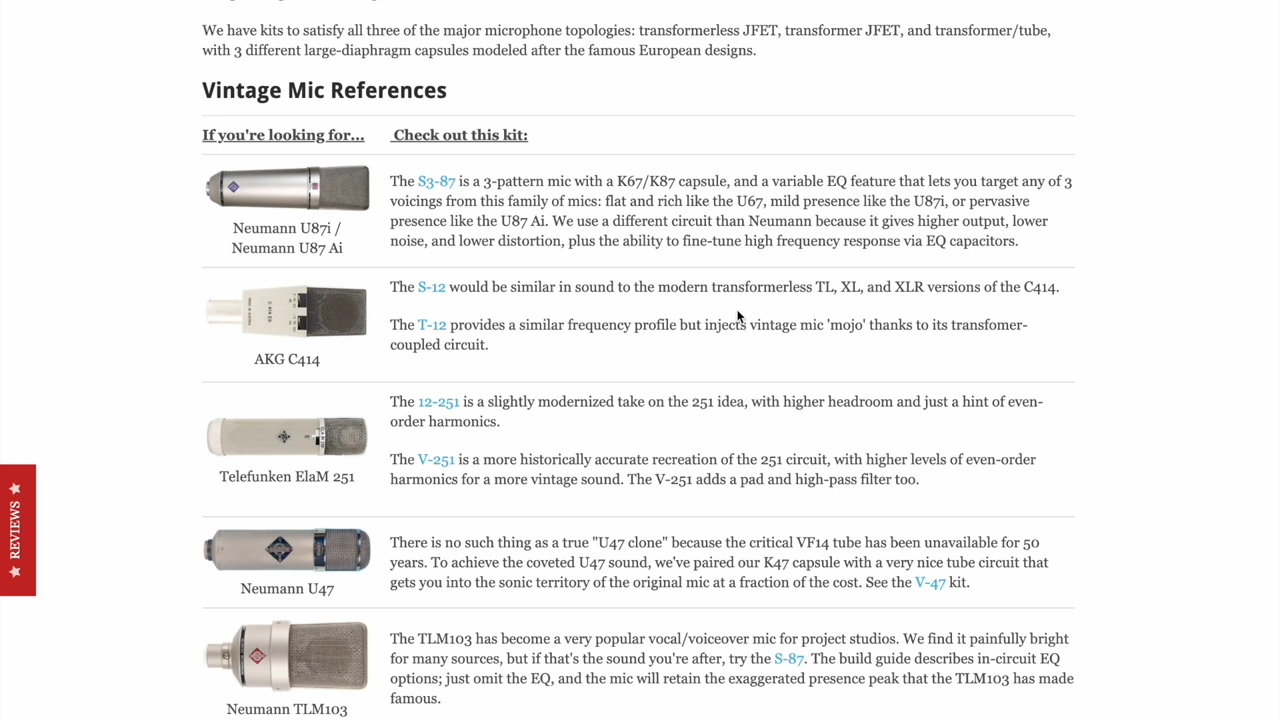 We have kits to satisfy all three of the major microphone topologies: transformerless JFET, transformer JFET, and transformer/tube,
with 3 different large-diaphragm capsules modeled after the famous European designs.
Vintage Mic References
If you're looking for... Check out this kit:
Neumann U87i /
Neumann U87 Ai
The S3-87 is a 3-pattern mic with a K67/K87 capsule, and a variable EQ feature that lets you target any of 3
voicings from this family of mics: flat and rich like the U67, mild presence like the U87i, or pervasive
presence like the U87 Ai. We use a different circuit than Neumann because it gives higher output, lower
noise, and lower distortion, plus the ability to fine-tune high frequency response via EQ capacitors.
AKG C414
The S-12 would be similar in sound to the modern transformerless TL, XL, and XLR versions of the C414.
The T-12 provides a similar frequency profile but injects vintage mic 'mojo' thanks to its transfomer-
coupled circuit.
Telefunken ElaM 251
The 12-251 is a slightly modernized take on the 251 idea, with higher headroom and just a hint of even-
order harmonics.
The V-251 is a more historically accurate recreation of the 251 circuit, with higher levels of even-order
harmonics for a more vintage sound. The V-251 adds a pad and high-pass filter too.
Neumann U47
There is no such thing as a true "U47 clone" because the critical VF14 tube has been unavailable for 50
years. To achieve the coveted U47 sound, we've paired our K47 capsule with a very nice tube circuit that
gets you into the sonic territory of the original mic at a fraction of the cost. See the V-47 kit.
Neumann TLM103
The TLM103 has become a very popular vocal/voiceover mic for project studios. We find it painfully bright
for many sources, but if that's the sound you're after, try the S-87. The build guide describes in-circuit EQ
options; just omit the EQ, and the mic will retain the exaggerated presence peak that the TLM103 has made
famous.
★ REVIEWS ★